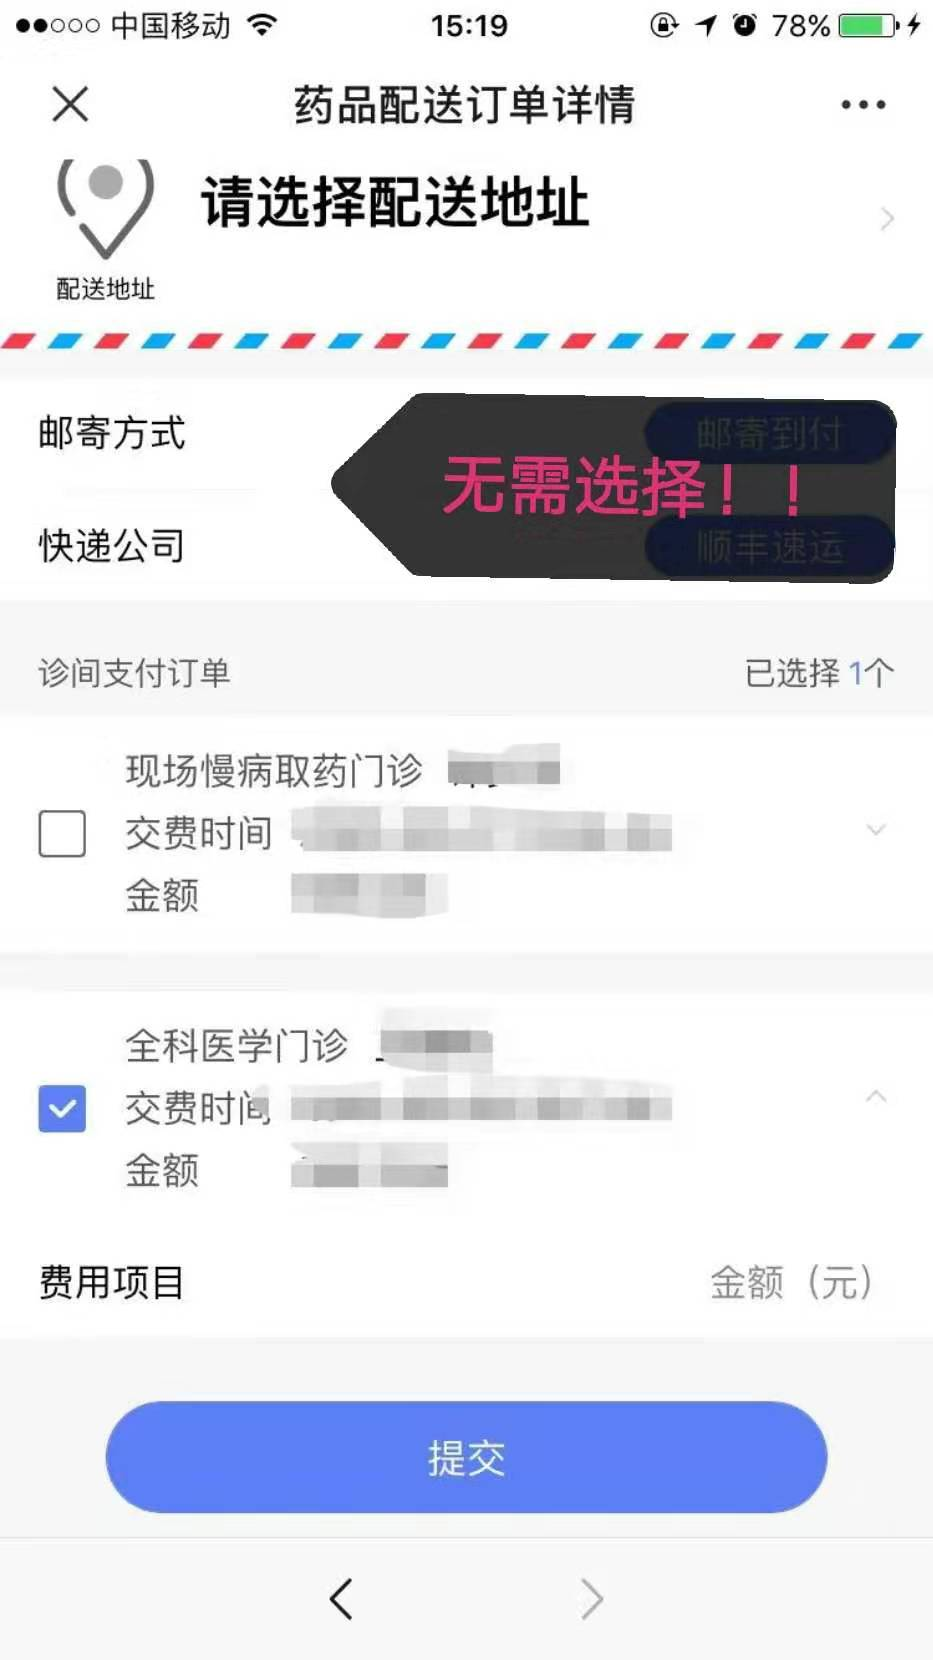 中国移动
15:19
78%
药品配送订单详情
请选择配送地址
配送地址
邮寄方式
邮寄到付
无需选择！！
快递公司
顺丰速运
诊间支付订单
已选择 1个
现场慢病取药门诊
交费时间
金额
全科医学门诊
交费时间
金额
费用项目
金额（元）
提交